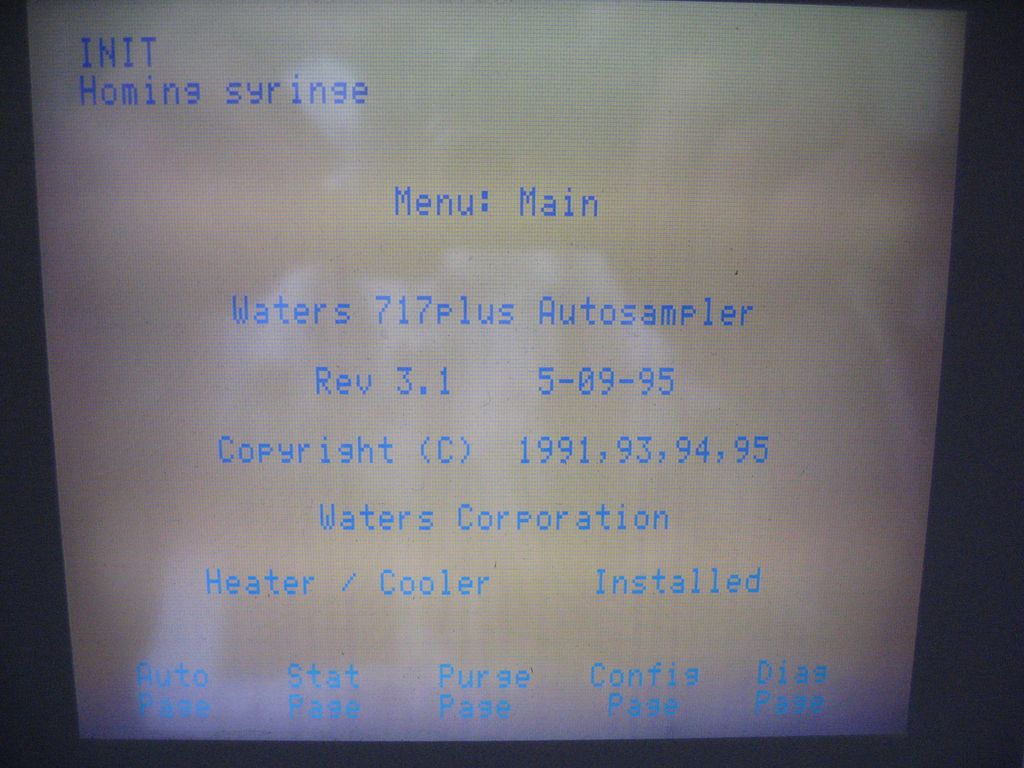 INIT
Homing syringe
Menu: Main
Waters 717plus Autosampler
Rev 3.1 5-09-95
Copyright (C) 1991,93,94,95
Waters Corporation
Heater / Cooler Installed
Auto Stat Purge Config Diag
Page Page Page Page Page